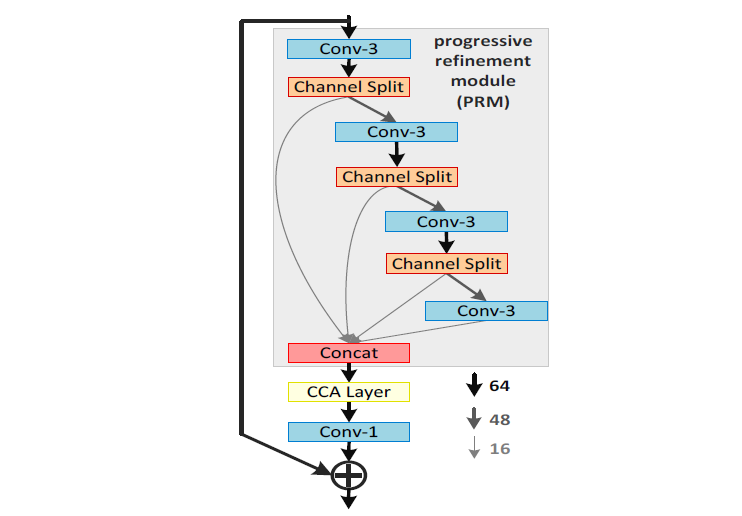 Conv-3
progressive
refinement
module
(PRM)
Channel Split
Conv-3
Channel Split
Conv-3
Channel Split
Conv-3
Concat
CCA Layer
Conv-1
64
48
16